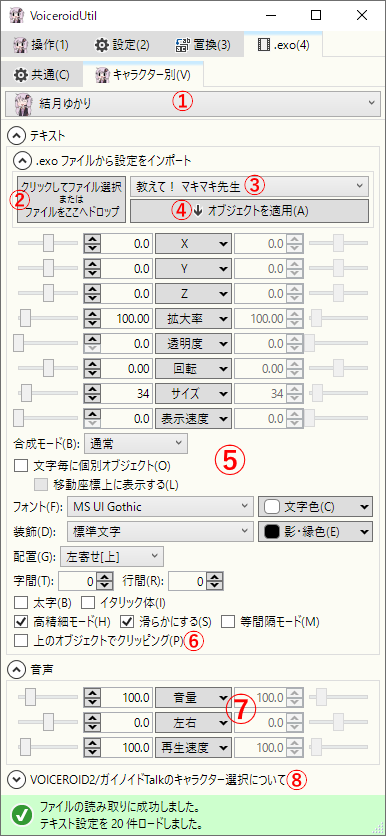 VoiceroidUtil
操作(1) 設定(2) 置換(3) .exo(4)
共通(C) キャラクター別(V)
結月ゆかり ①
テキスト
.exo ファイルから設定をインポート
クリックしてファイル選択
または
ファイルをここへドロップ
②
教えて! マキマキ先生 ③
④ ↓ オブジェクトを適用(A)
0.0 X 0.0
0.0 Y 0.0
0.0 Z 0.0
100.00 拡大率 100.00
0.0 透明度 0.0
0.00 回転 0.00
34 サイズ 34
0.0 表示速度 0.0
合成モード(B): 通常
⑤
文字毎に個別オブジェクト(O)
移動座標上に表示する(L)
フォント(F): MS UI Gothic 文字色(C)
装飾(D): 標準文字 影・縁色(E)
配置(G): 左寄せ[上]
字間(T): 0 行間(R): 0
太字(B) イタリック体(I)
高精細モード(H) 滑らかにする(S) 等間隔モード(M)
上のオブジェクトでクリッピング(P) ⑥
音声
100.0 音量 100.0
0.0 左右 0.0
⑦
100.0 再生速度 100.0
VOICEROID2/ガイノイドTalkのキャラクター選択について ⑧
ファイルの読み取りに成功しました。
テキスト設定を 20 件ロードしました。